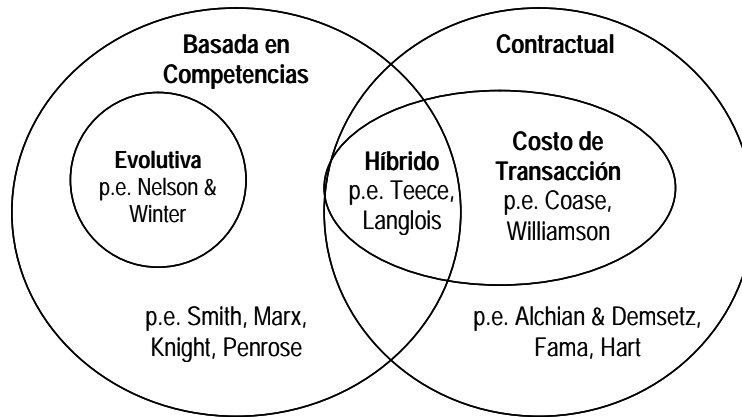 Basada en
Competencias
Contractual
Evolutiva
p.e. Nelson &
Winter
Híbrido
p.e. Teece,
Langlois
Costo de
Transacción
p.e. Coase,
Williamson
p.e. Smith, Marx,
Knight, Penrose
p.e. Alchian & Demsetz,
Fama, Hart